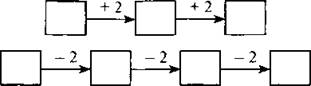 + 2 + 2
– 2 – 2 – 2